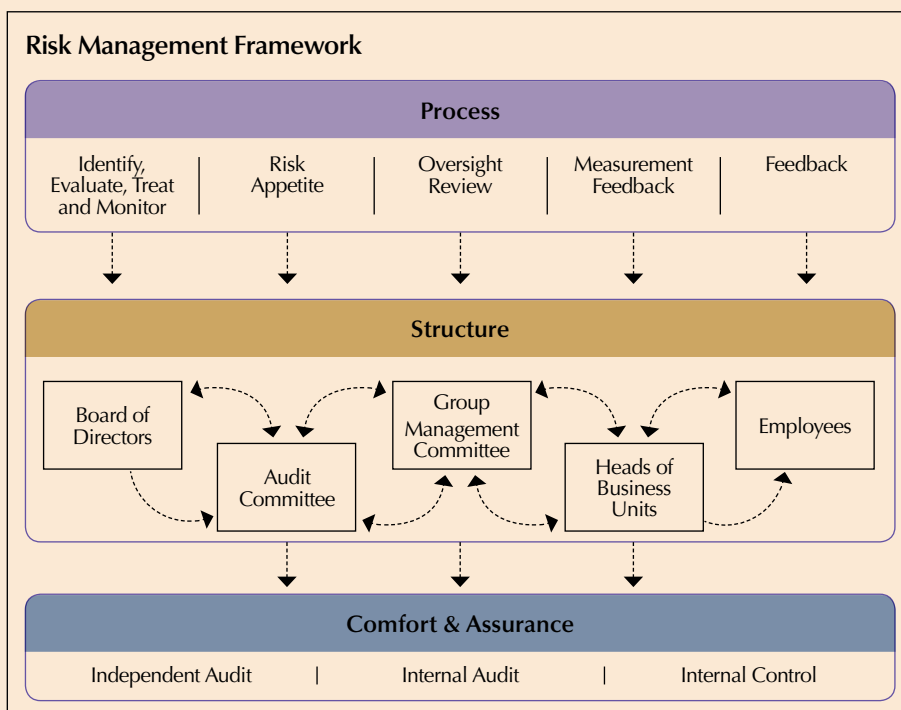 Risk Management Framework
Process
Identify,
Evaluate, Treat
and Monitor
Risk
Appetite
Oversight
Review
Measurement
Feedback
Feedback
Structure
Board of
Directors
Audit
Committee
Group
Management
Committee
Heads of
Business
Units
Employees
Comfort & Assurance
Independent Audit | Internal Audit | Internal Control